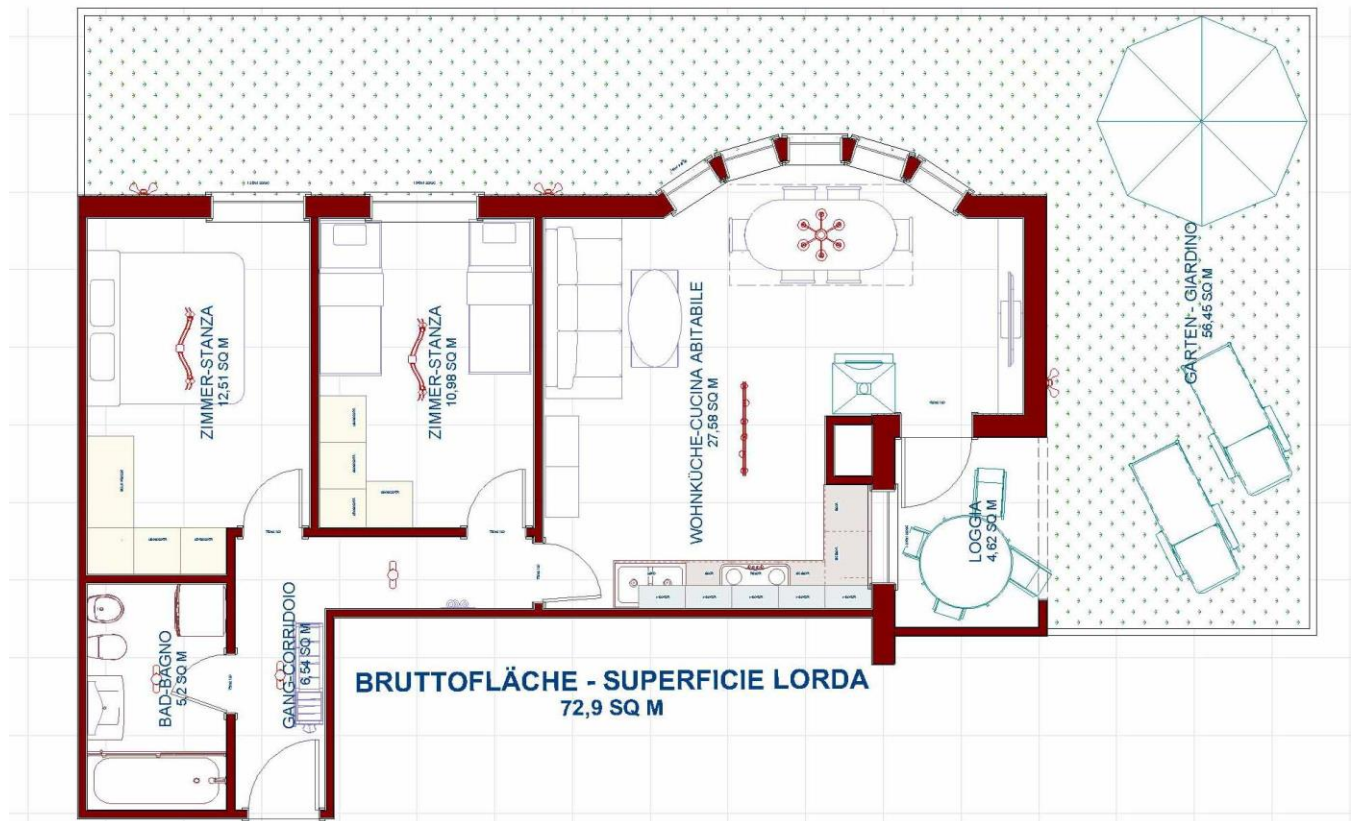 ZIMMER-STANZA
12,51 SQ M
ZIMMER-STANZA
10,98 SQ M
WOHNKÜCHE-CUCINA ABITABILE
27,58 SQ M
GARTEN - GIARDINO
56,45 SQ M
LOGGIA
4,62 SQ M
BAD-BAGNO
5,2 SQ M
GANG-CORRIDOIO
6,54 SQ M
BRUTTOFLÄCHE - SUPERFICIE LORDA
72,9 SQ M